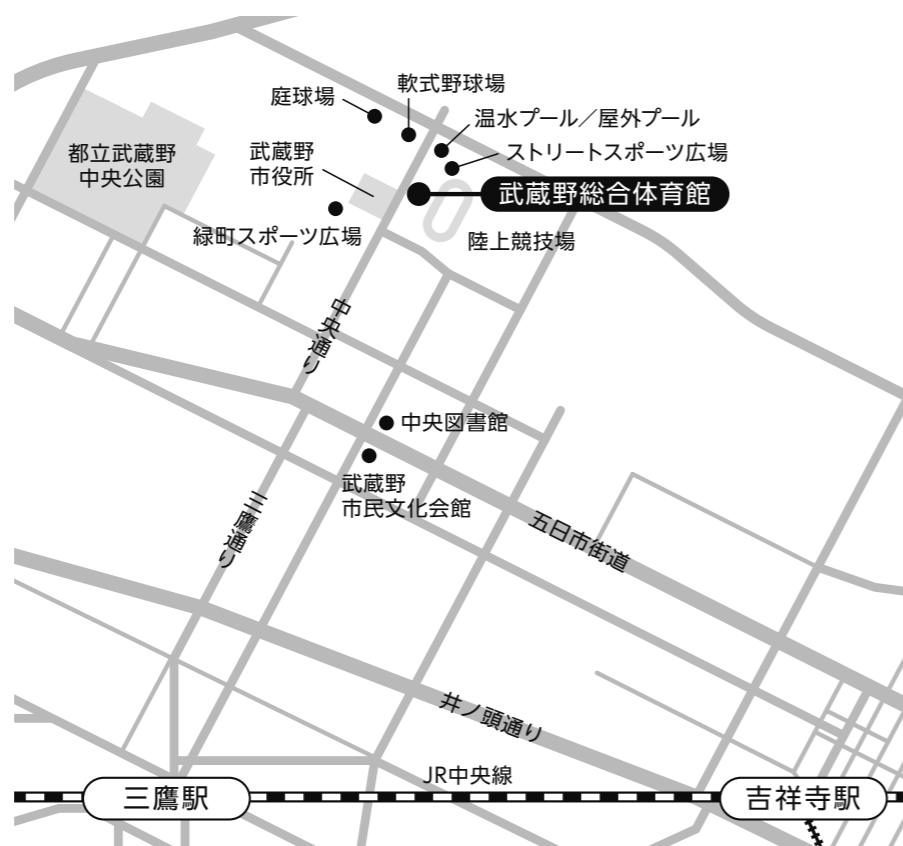 軟式野球場
庭球場
温水プール／屋外プール
ストリートスポーツ広場
都立武蔵野
中央公園
武蔵野
市役所
武蔵野総合体育館
緑町スポーツ広場
陸上競技場
中央通り
中央図書館
武蔵野
市民文化会館
三鷹通り
五日市街道
井ノ頭通り
JR中央線
三鷹駅
吉祥寺駅